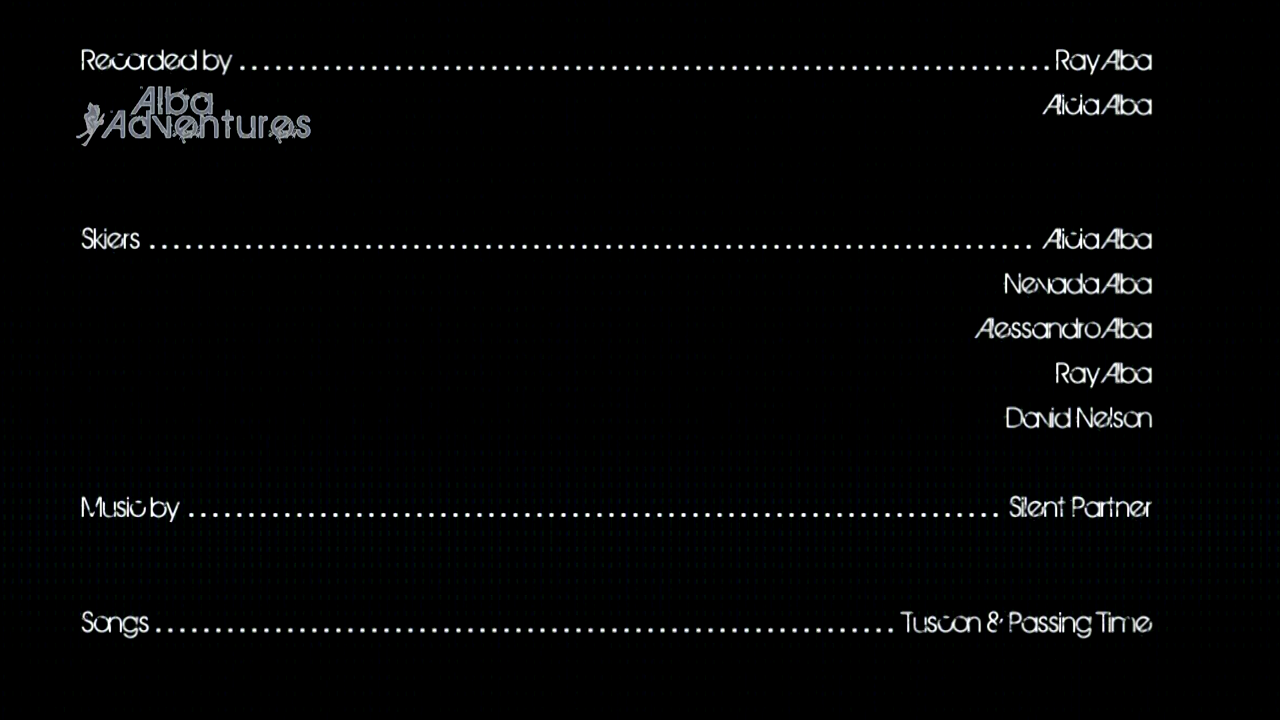 Recorded by ........................................................................ Ray Alba
Alba
Adventures
Alicia Alba
Skiers ........................................................................... Alicia Alba
Nevada Alba
Alessandro Alba
Ray Alba
David Nelson
Music by ..................................................................... Silent Partner
Songs .............................................................. Tuscon & Passing Time